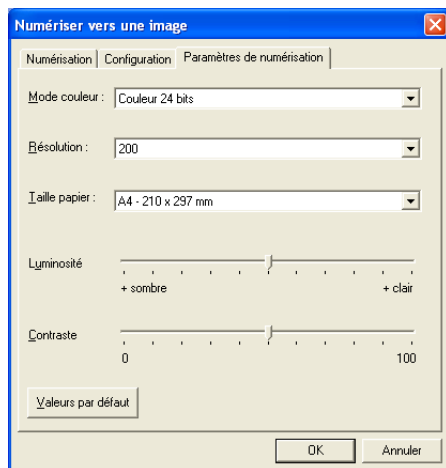 Numériser vers une image
Numérisation Configuration Paramètres de numérisation
Mode couleur : Couleur 24 bits
Résolution : 200
Taille papier : A4 - 210 x 297 mm
Luminosité
+ sombre + clair
Contraste
0 100
Valeurs par défaut
OK Annuler